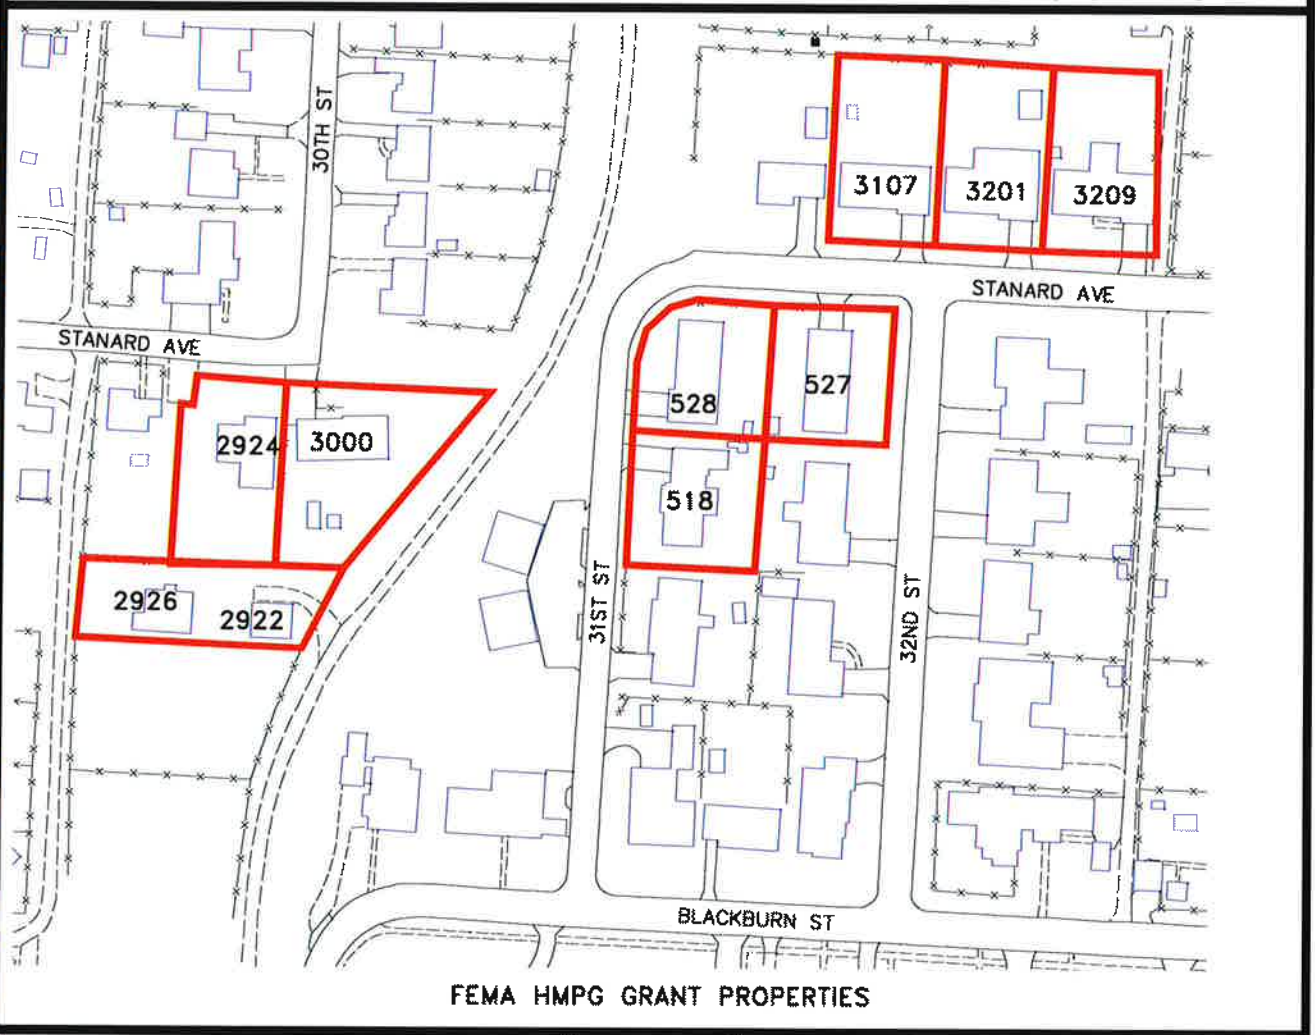 30TH ST
3107
3201
3209
STANARD AVE
STANARD AVE
528
527
2924
3000
518
2926
2922
31ST ST
32ND ST
BLACKBURN ST
FEMA HMPG GRANT PROPERTIES